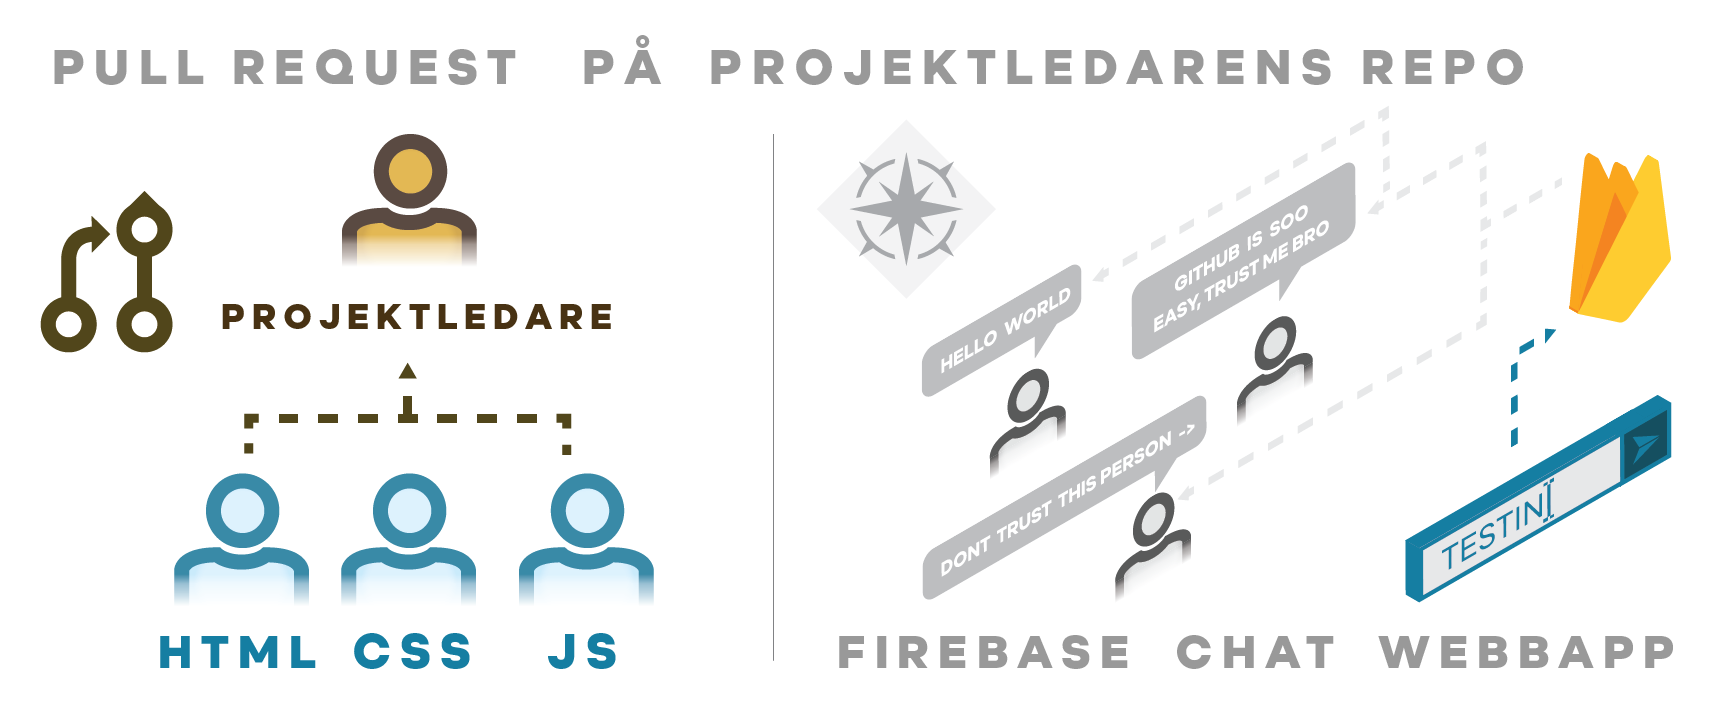 PULL REQUEST PÅ PROJEKTLEDARENS REPO
PROJEKTLEDARE
HTML CSS JS
HELLO WORLD
GITHUB IS SOO
EASY, TRUST ME BRO
DONT TRUST THIS PERSON ->
TESTIN
FIREBASE CHAT WEBBAPP